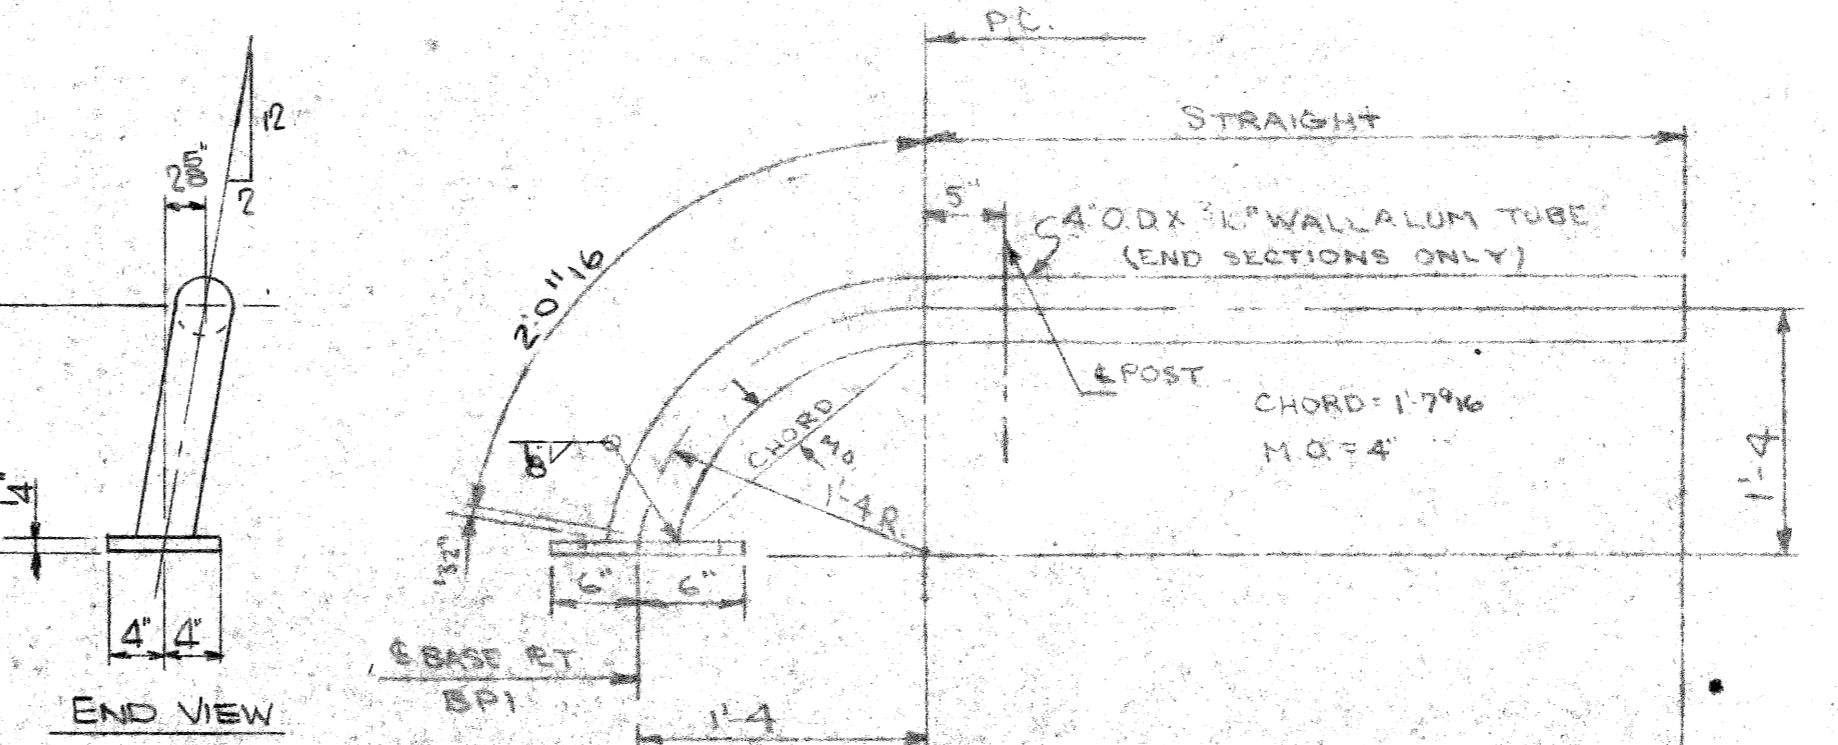 P.C.
STRAIGHT
12
2 5/8"
2
5"
4" O.D. X WALL ALUM TUBE
(END SECTIONS ONLY)
2'-0 11/16
℄ POST
CHORD = 1'-7 9/16
M.O. = 4"
CHORD
1'-4 R.
1'-4
1/4"
1/32"
6" 6"
4" 4"
℄ BASE
BP1
END VIEW
1'-4